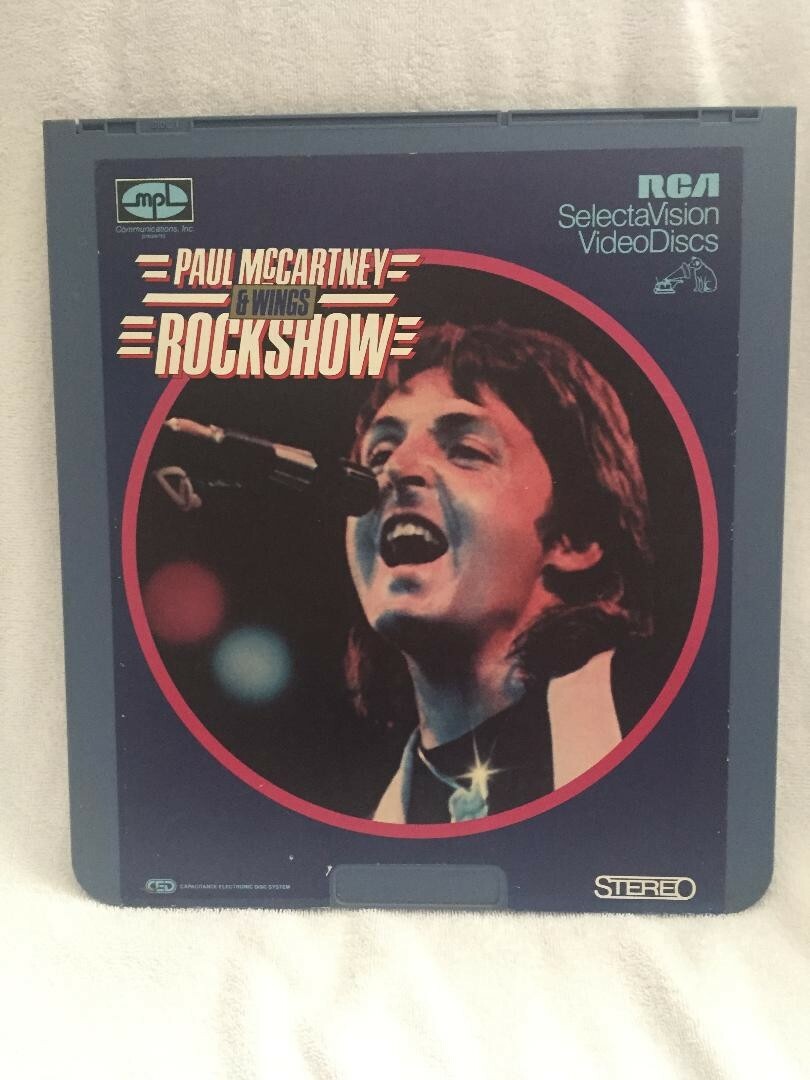 mpl
Communications, Inc.
presents
RCA
SelectaVision
VideoDiscs
PAUL McCARTNEY
& WINGS
ROCKSHOW
CED
CAPACITANCE ELECTRONIC DISC SYSTEM
STEREO